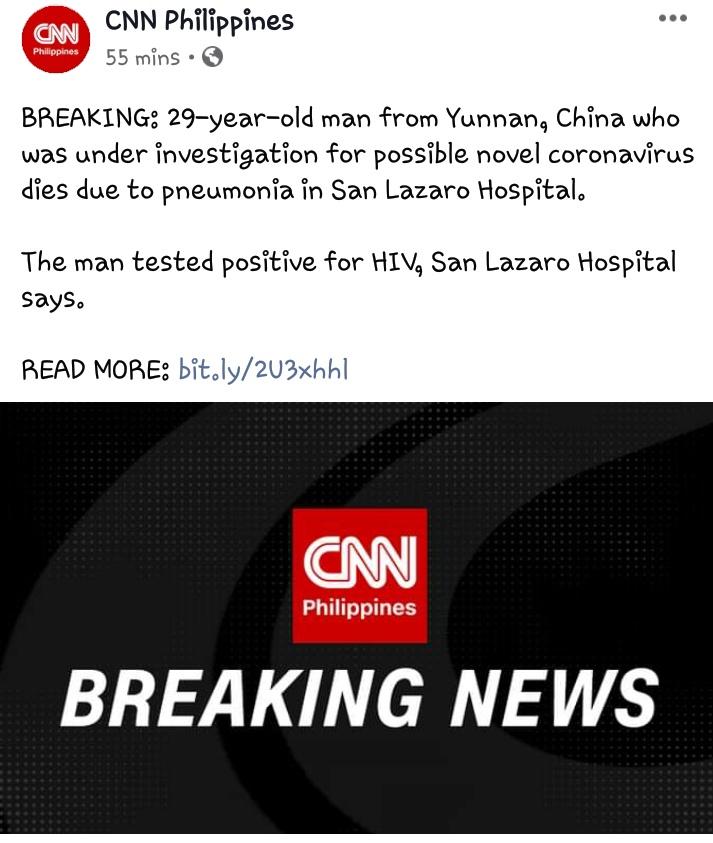 CNN
Philippines
CNN Philippines
55 mins •
BREAKING: 29-year-old man from Yunnan, China who
was under investigation for possible novel coronavirus
dies due to pneumonia in San Lazaro Hospital.
The man tested positive for HIV, San Lazaro Hospital
says.
READ MORE: bit.ly/2U3xhhl
CNN
Philippines
BREAKING NEWS